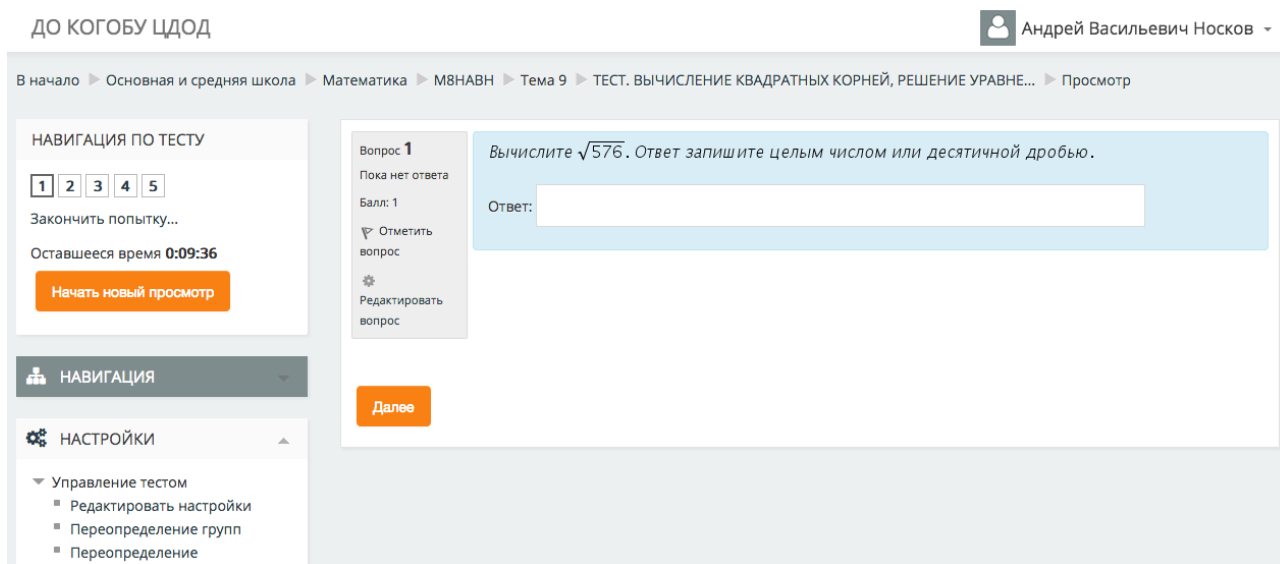 ДО КОГОБУ ЦДОД
Андрей Васильевич Носков
В начало Основная и средняя школа Математика М8НАВН Тема 9 ТЕСТ. ВЫЧИСЛЕНИЕ КВАДРАТНЫХ КОРНЕЙ, РЕШЕНИЕ УРАВНЕ... Просмотр
НАВИГАЦИЯ ПО ТЕСТУ
1 2 3 4 5
Закончить попытку...
Оставшееся время 0:09:36
Начать новый просмотр
НАВИГАЦИЯ
НАСТРОЙКИ
Управление тестом
Редактировать настройки
Переопределение групп
Переопределение
Вопрос 1
Пока нет ответа
Балл: 1
Отметить
вопрос
Редактировать
вопрос
Вычислите √576. Ответ запишите целым числом или десятичной дробью.
Ответ:
Далее